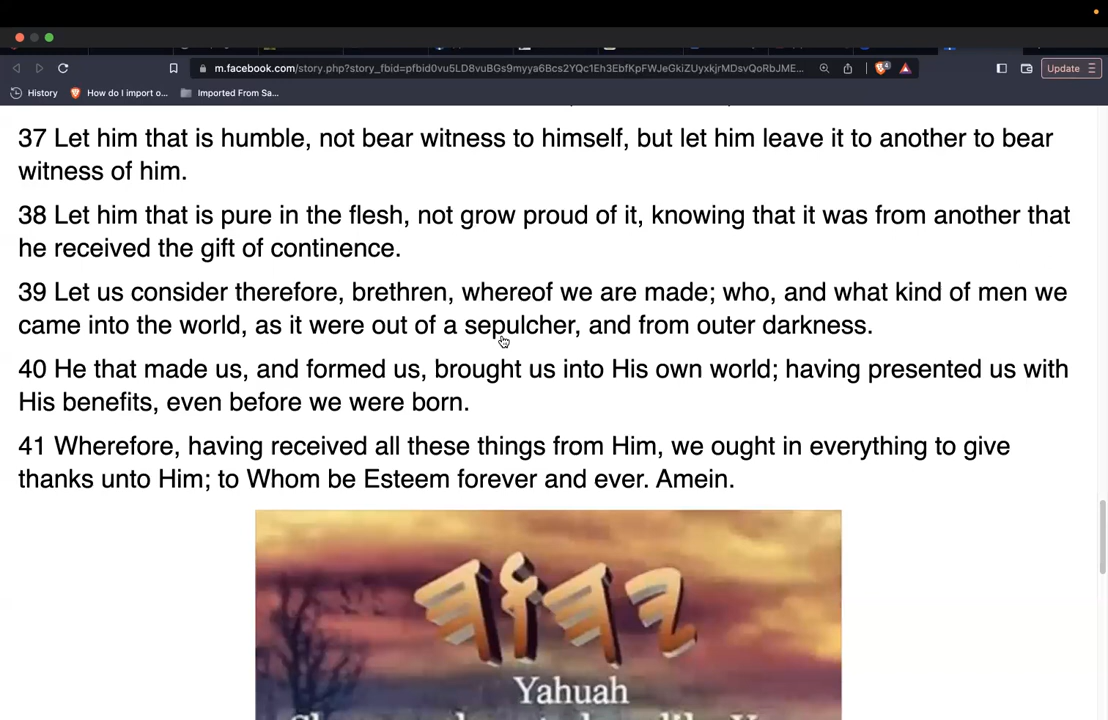 m.facebook.com/story.php?story_fbid=pfbid0vu5LD8vuBGs9myya6Bcs2YQc1Eh3EbfKpFWJeGkiZUyxkjrMDsvQoRbJME...
4
Update
History
How do I import o...
Imported From Sa...
37 Let him that is humble, not bear witness to himself, but let him leave it to another to bear
witness of him.
38 Let him that is pure in the flesh, not grow proud of it, knowing that it was from another that
he received the gift of continence.
39 Let us consider therefore, brethren, whereof we are made; who, and what kind of men we
came into the world, as it were out of a sepulcher, and from outer darkness.
40 He that made us, and formed us, brought us into His own world; having presented us with
His benefits, even before we were born.
41 Wherefore, having received all these things from Him, we ought in everything to give
thanks unto Him; to Whom be Esteem forever and ever. Amein.
𐤄𐤅𐤄𐤉
Yahuah